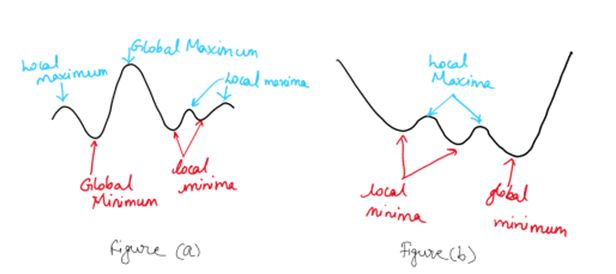 Global Maximum
Local
maximum
Local maxima
Global
Minimum
local
minima
Figure (a)
Local
Maxima
local
minima
global
minimum
Figure (b)